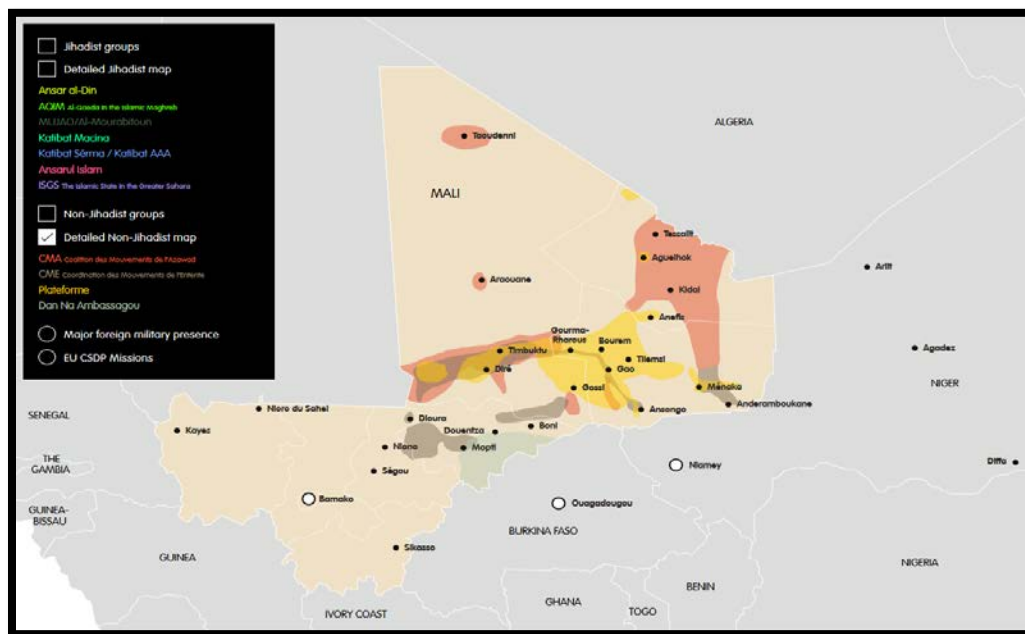 Jihadist groups
Detailed Jihadist map
Ansar al-Din
AQIM Al-Qaeda in the Islamic Maghreb
MUJAO/Al-Mourabitoun
Katibat Macina
Katibat Sèrma / Katibat AAA
Ansarul Islam
ISGS The Islamic State in the Greater Sahara
Non-Jihadist groups
Detailed Non-Jihadist map
CMA Coalition des Mouvements de l'Azawad
CME Coordination des Mouvements de l'Entente
Plateforme
Dan Na Ambassagou
Major foreign military presence
EU CSDP Missions
ALGERIA
Taoudenni
MALI
Tessalit
Aguelhok
Arlit
Araouane
Kidal
Anefis
Gourma-
Rharous
Bourem
Timbuktu
Agadez
Tilemsi
Diré
Gao
NIGER
Gossi
Ménaka
Anderamboukane
Ansongo
SENEGAL
Nioro du Sahel
Dioura
Kayes
Douentza
Boni
Niono
Mopti
THE
GAMBIA
Ségou
Niamey
Diffa
Bamako
Ouagadougou
GUINEA-
BISSAU
BURKINA FASO
Sikasso
GUINEA
NIGERIA
BENIN
GHANA
IVORY COAST
TOGO